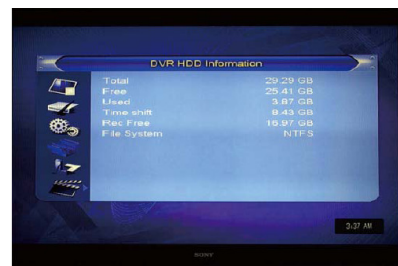 DVR HDD Information
Total 29.29 GB
Free 25.41 GB
Used 3.87 GB
Time shift 8.43 GB
Rec Free 16.97 GB
File System NTFS
3:37 AM
SONY